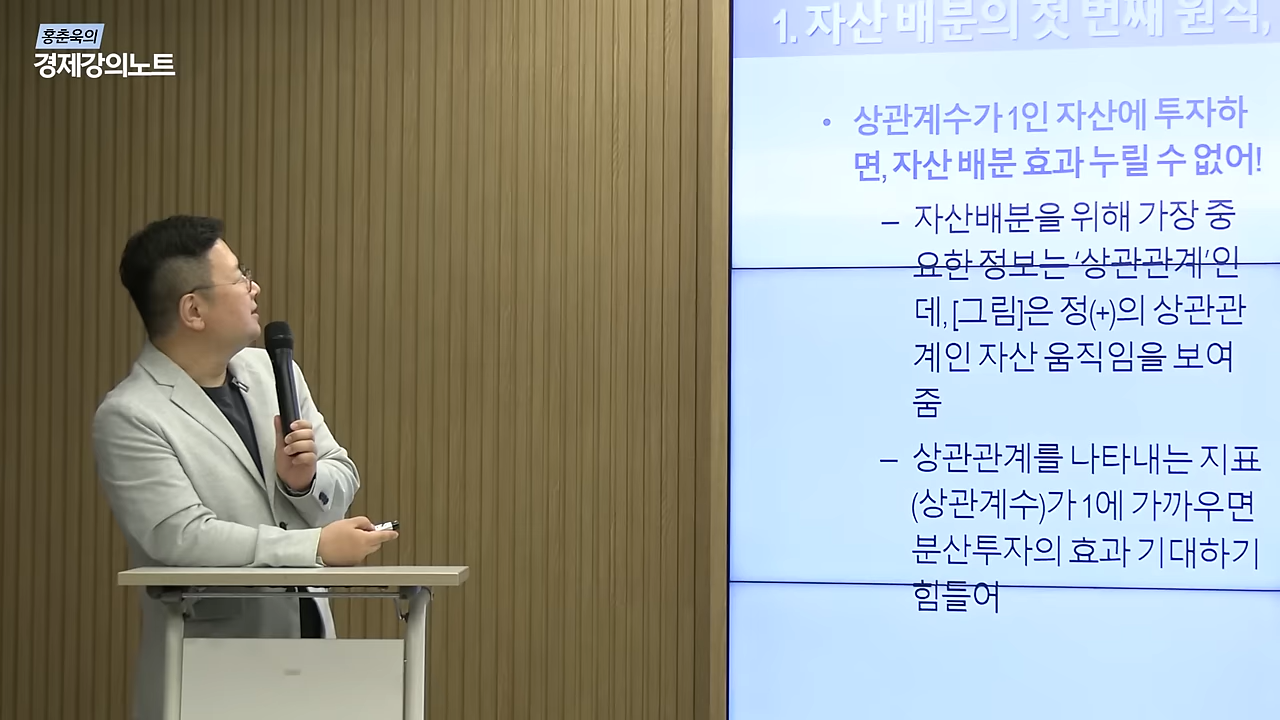 홍춘욱의
경제강의노트
1. 자산 배분의 첫 번째 원칙,
• 상관계수가 1인 자산에 투자하
면, 자산 배분 효과 누릴 수 없어!
– 자산배분을 위해 가장 중
요한 정보는 '상관관계'인
데, [그림]은 정(+)의 상관관
계인 자산 움직임을 보여
줌
– 상관관계를 나타내는 지표
(상관계수)가 1에 가까우면
분산투자의 효과 기대하기
힘들어